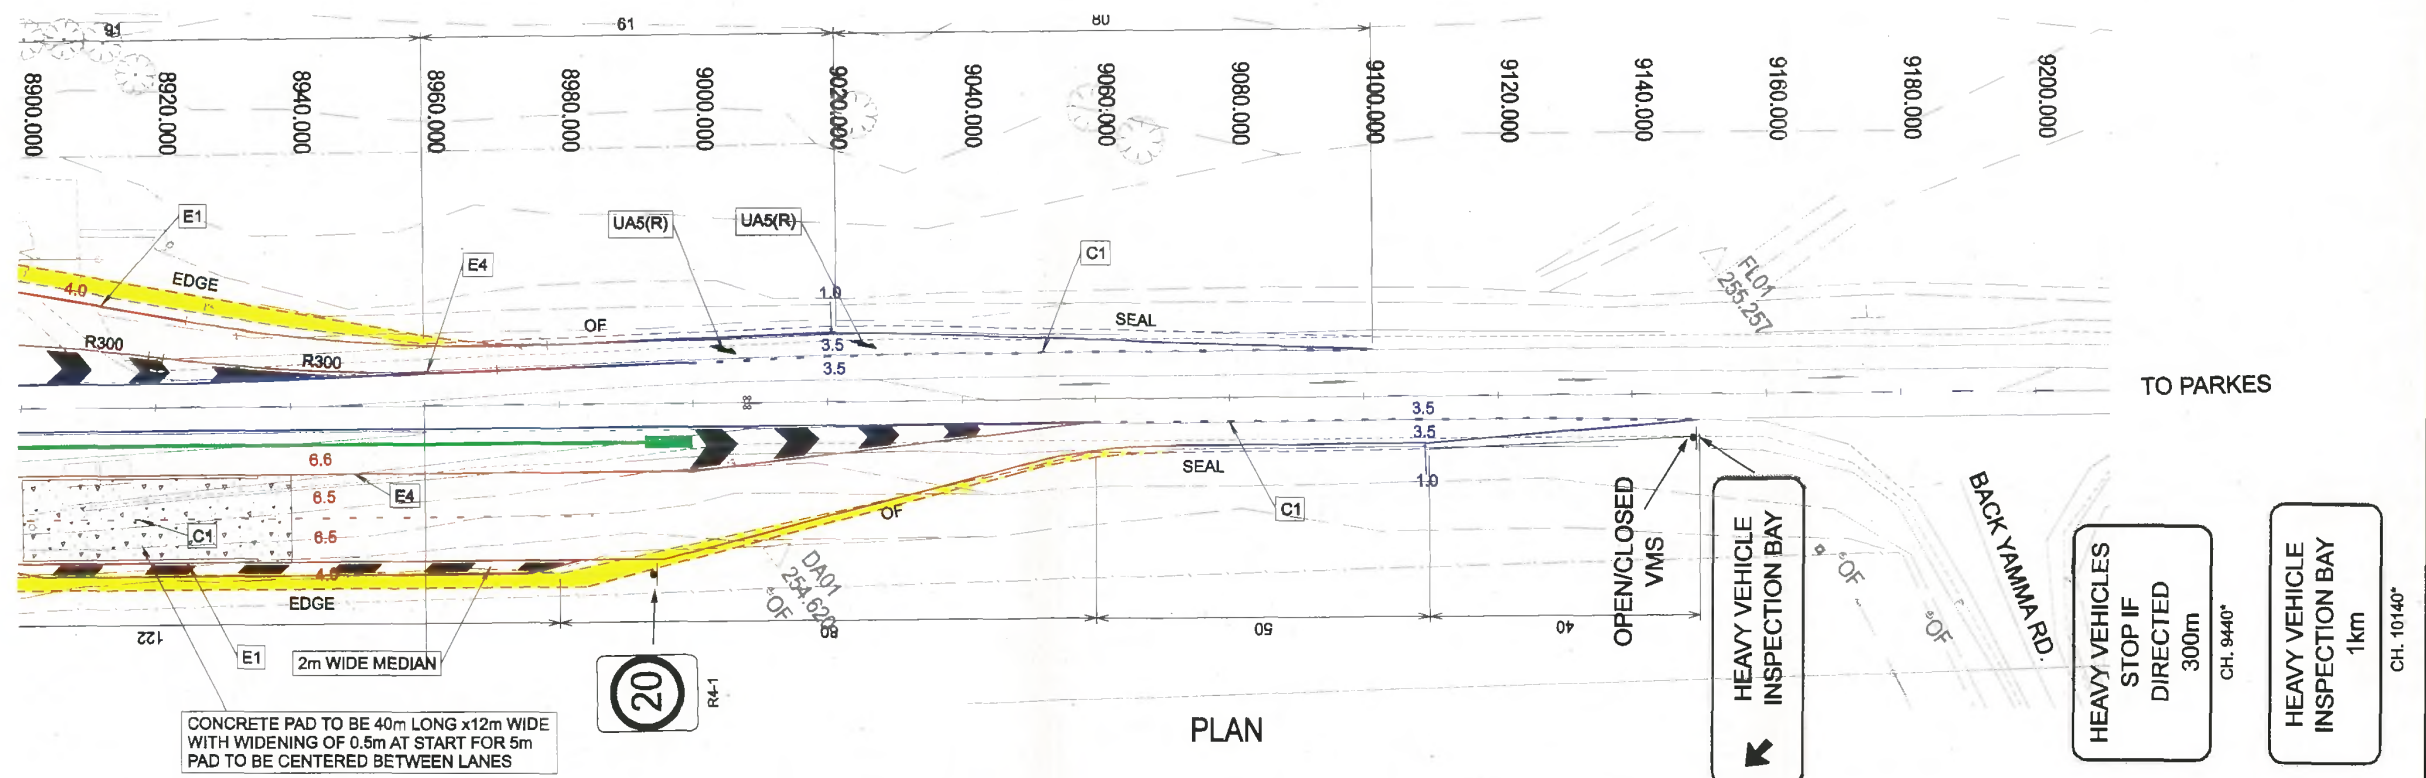 61
61
80
8900.000
8920.000
8940.000
8960.000
8980.000
9000.000
9020.000
9040.000
9060.000
9080.000
9100.000
9120.000
9140.000
9160.000
9180.000
9200.000
E1
UA5(R)
UA5(R)
E4
C1
EDGE
4.0
1.0
OF
SEAL
FL01
255.257
R300
R300
3.5
3.5
TO PARKES
3.5
3.5
1.0
6.6
6.5
6.5
E4
C1
4.0
EDGE
SEAL
OF
C1
DA01
254.620
OF
122
80
50
40
E1
2m WIDE MEDIAN
CONCRETE PAD TO BE 40m LONG x12m WIDE
WITH WIDENING OF 0.5m AT START FOR 5m
PAD TO BE CENTERED BETWEEN LANES
20
R4-1
PLAN
OPEN/CLOSED
VMS
HEAVY VEHICLE
INSPECTION BAY
OF
OF
BACK YAMMA RD.
HEAVY VEHICLES
STOP IF
DIRECTED
300m
CH. 9440*
HEAVY VEHICLE
INSPECTION BAY
1km
CH. 10140*